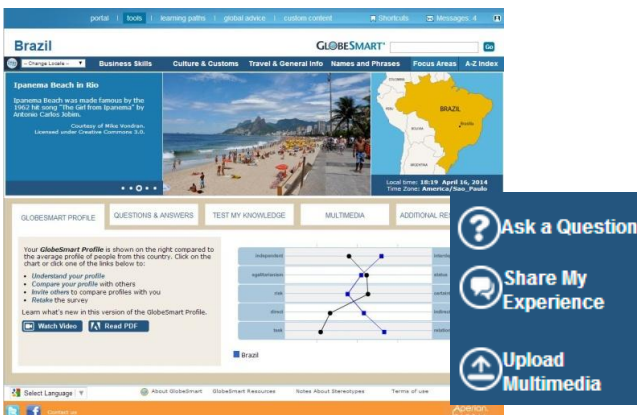 portal | tools | learning paths | global advice | custom content Shortcuts Messages: 4
Brazil GLOBESMART® Go
- Change Locale - Business Skills Culture & Customs Travel & General Info Names and Phrases Focus Areas A-Z Index
Ipanema Beach in Rio
Ipanema Beach was made famous by the
1962 hit song "The Girl from Ipanema" by
Antonio Carlos Jobim.
Courtesy of
Mike Vondran.
Licensed under Creative
Commons 3.0.
BRAZIL
Local time: 18:19 April 16, 2014
Time Zone: America/Sao_Paulo
GLOBESMART PROFILE QUESTIONS & ANSWERS TEST MY KNOWLEDGE MULTIMEDIA ADDITIONAL RE
Your GlobeSmart Profile is shown on the right compared to
the average profile of people from this country. Click on the
chart or click one of the links below to:
• Understand your profile
• Compare your profile with others
• Invite others to compare profiles with you
• Retake the survey
Learn what's new in this version of the GlobeSmart Profile.
Watch Video Read PDF
independent
egalitarianism status
risk
direct
task
Brazil
Ask a Question
Share My
Experience
Upload
Multimedia
Select Language About GlobeSmart GlobeSmart Resources Notes About Stereotypes Terms of use
Contact us Aperian